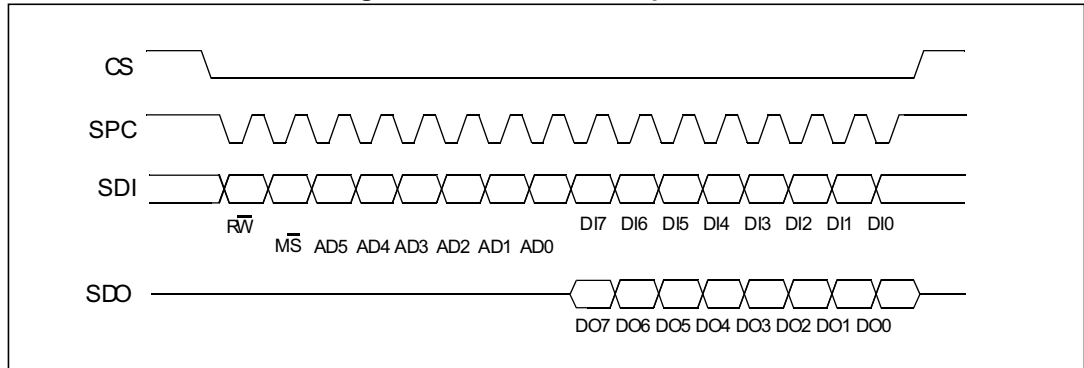 CS
SPC
SDI
RW̅
DI7 DI6 DI5 DI4 DI3 DI2 DI1 DI0
MS̅ AD5 AD4 AD3 AD2 AD1 AD0
SDO
DO7 DO6 DO5 DO4 DO3 DO2 DO1 DO0